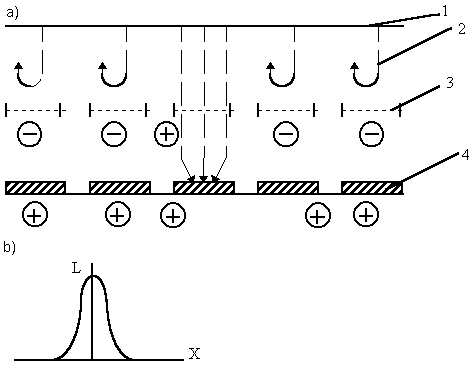 a)
1
2
3
− − + − −
4
+ + + + +
b)
L
X